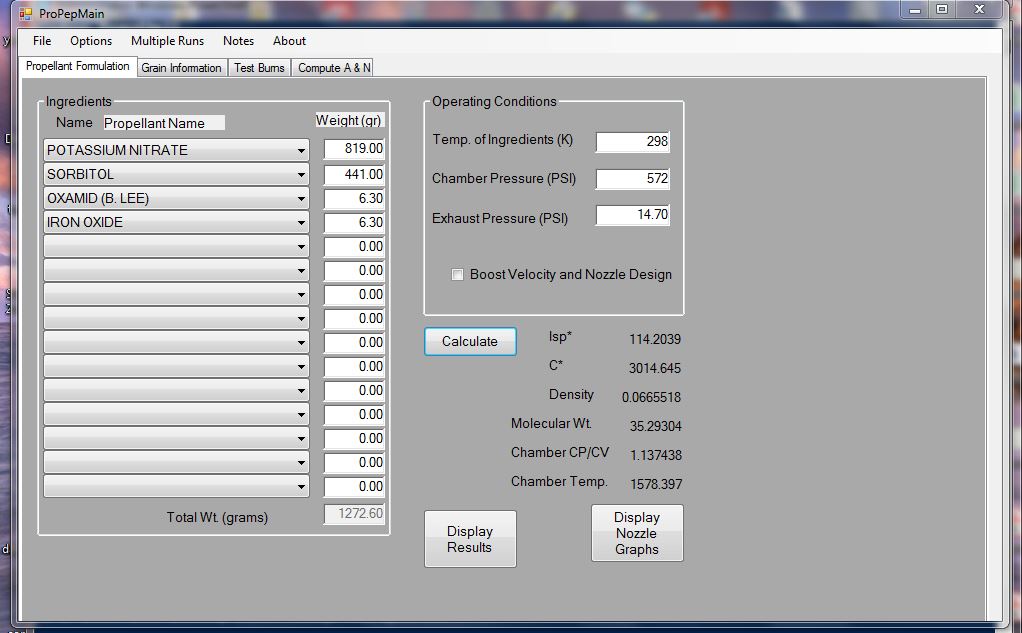 ProPepMain
File Options Multiple Runs Notes About
Propellant Formulation Grain Information Test Burns Compute A & N
Ingredients
Name Propellant Name Weight (gr)
POTASSIUM NITRATE 819.00
SORBITOL 441.00
OXAMID (B. LEE) 6.30
IRON OXIDE 6.30
0.00
0.00
0.00
0.00
0.00
0.00
0.00
0.00
0.00
0.00
0.00
Total Wt. (grams) 1272.60
Operating Conditions
Temp. of Ingredients (K) 298
Chamber Pressure (PSI) 572
Exhaust Pressure (PSI) 14.70
Boost Velocity and Nozzle Design
Calculate
Isp* 114.2039
C* 3014.645
Density 0.0665518
Molecular Wt. 35.29304
Chamber CP/CV 1.137438
Chamber Temp. 1578.397
Display
Results
Display
Nozzle
Graphs